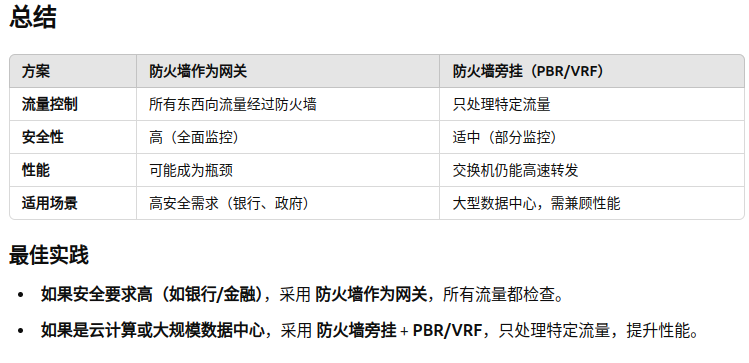 总结
方案 防火墙作为网关 防火墙旁挂（PBR/VRF）
流量控制 所有东西向流量经过防火墙 只处理特定流量
安全性 高（全面监控） 适中（部分监控）
性能 可能成为瓶颈 交换机仍能高速转发
适用场景 高安全需求（银行、政府） 大型数据中心，需兼顾性能
最佳实践
• 如果安全要求高（如银行/金融），采用 防火墙作为网关，所有流量都检查。
• 如果是云计算或大规模数据中心，采用 防火墙旁挂 + PBR/VRF，只处理特定流量，提升性能。